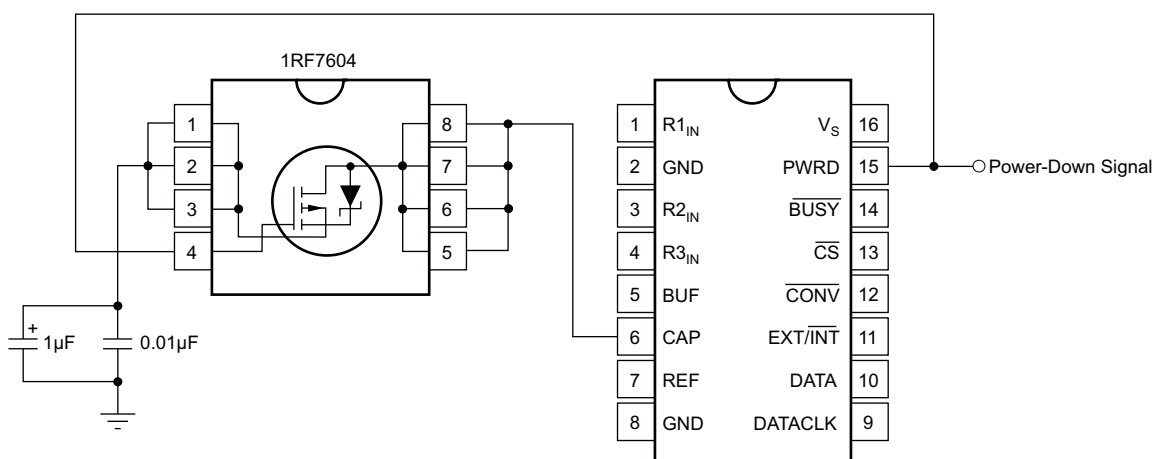 1RF7604
1
2
3
4
8
7
6
5
1 R1IN
2 GND
3 R2IN
4 R3IN
5 BUF
6 CAP
7 REF
8 GND
VS 16
PWRD 15
BUSY 14
CS 13
CONV 12
EXT/INT 11
DATA 10
DATACLK 9
Power-Down Signal
+
1µF
0.01µF